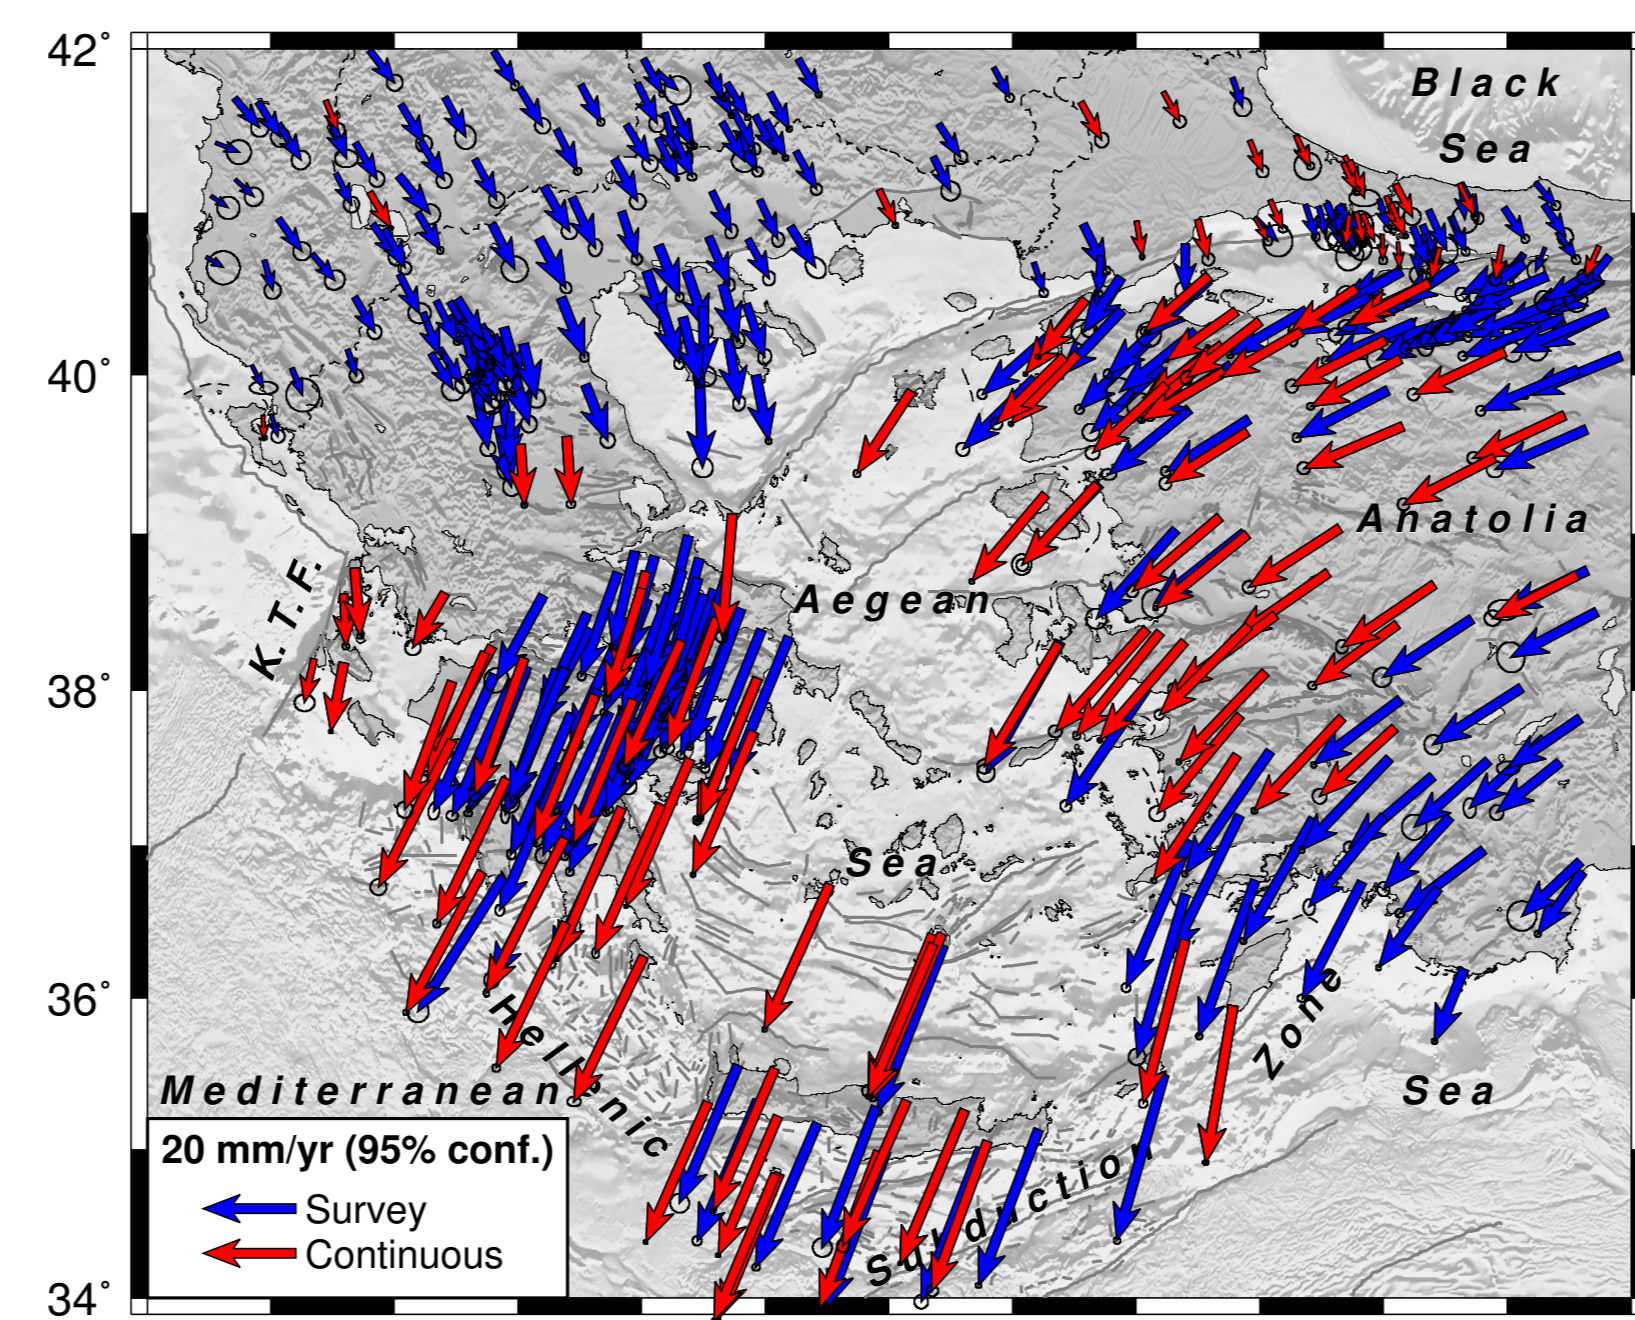 42°
Black
Sea
40°
Anatolia
K.T.F.
Aegean
38°
Sea
36°
Hellenic
Zone
Mediterranean
Sea
Subduction
20 mm/yr (95% conf.)
Survey
Continuous
34°